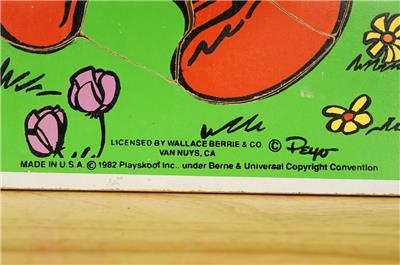 LICENSED BY WALLACE BERRIE & CO. © Peyo
VAN NUYS, CA
MADE IN U.S.A. © 1982 Playskool Inc., under Berne & Universal Copyright Convention